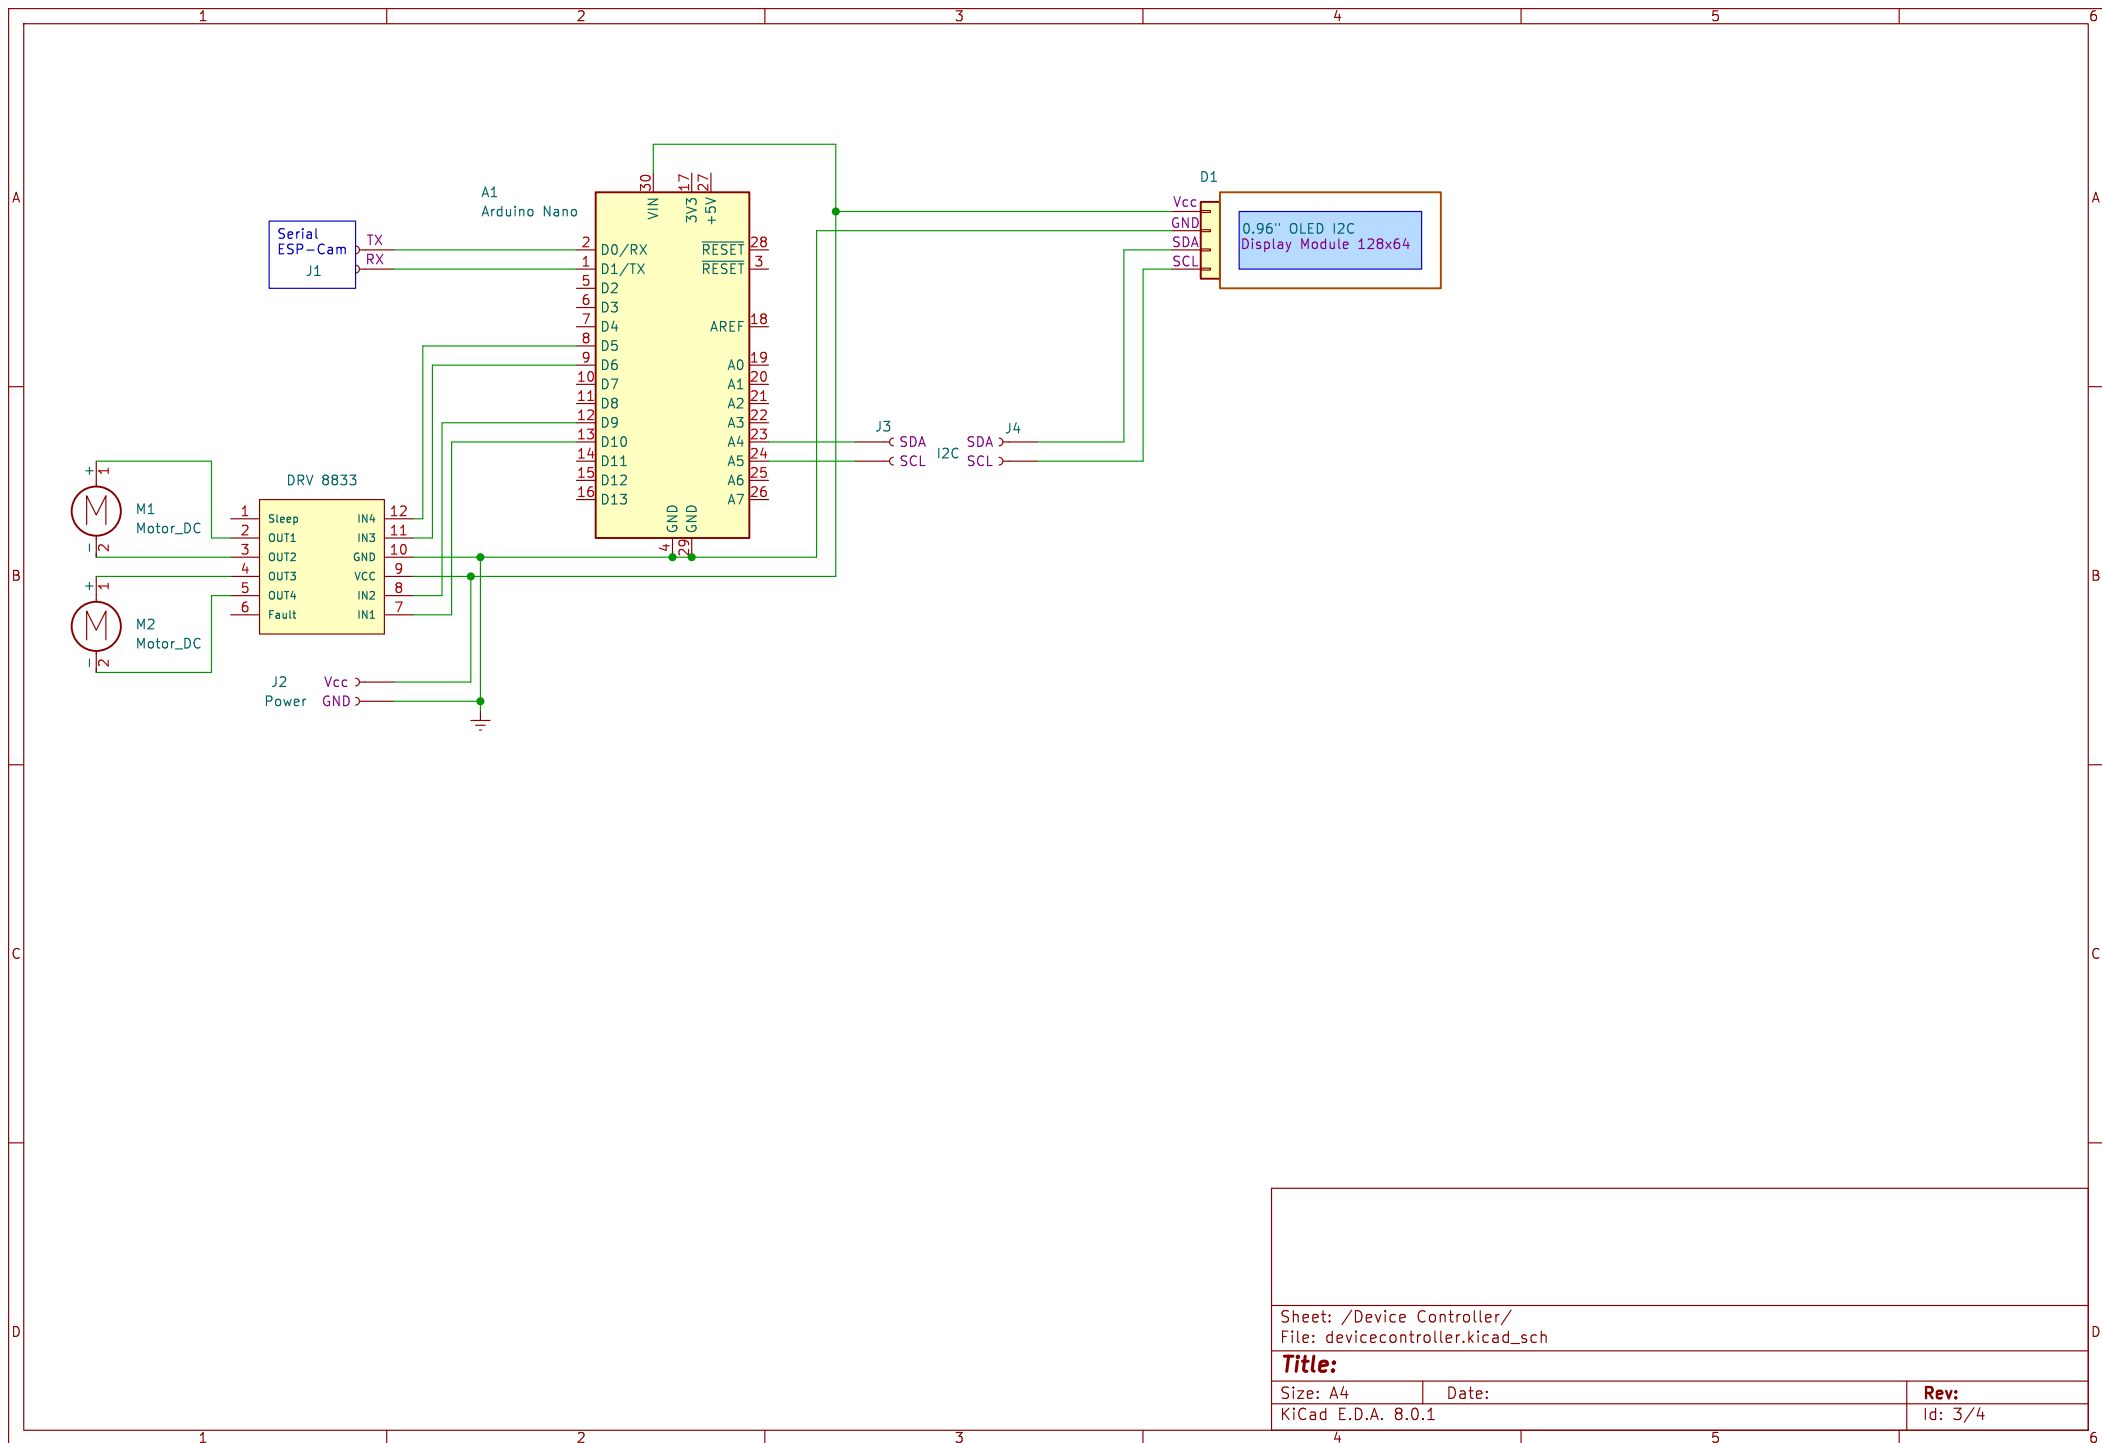 1 2 3 4 5 6
A A
B B
C C
D D
1 2 3 4 5 6
Serial
ESP-Cam
J1
TX
RX
A1
Arduino Nano
30 VIN
17 3V3
27 +5V
2 D0/RX
1 D1/TX
5 D2
6 D3
7 D4
8 D5
9 D6
10 D7
11 D8
12 D9
13 D10
14 D11
15 D12
16 D13
RESET 28
RESET 3
AREF 18
A0 19
A1 20
A2 21
A3 22
A4 23
A5 24
A6 25
A7 26
GND 4
GND 29
D1
Vcc
GND
SDA
SCL
0.96" OLED I2C
Display Module 128x64
J3
SDA
SCL
I2C
J4
SDA
SCL
+ 1
M
- 2
M1
Motor_DC
+ 1
M
- 2
M2
Motor_DC
DRV 8833
1 Sleep IN4 12
2 OUT1 IN3 11
3 OUT2 GND 10
4 OUT3 VCC 9
5 OUT4 IN2 8
6 Fault IN1 7
J2 Vcc
Power GND
Sheet: /Device Controller/
File: devicecontroller.kicad_sch
Title:
Size: A4 Date: Rev:
KiCad E.D.A. 8.0.1 Id: 3/4